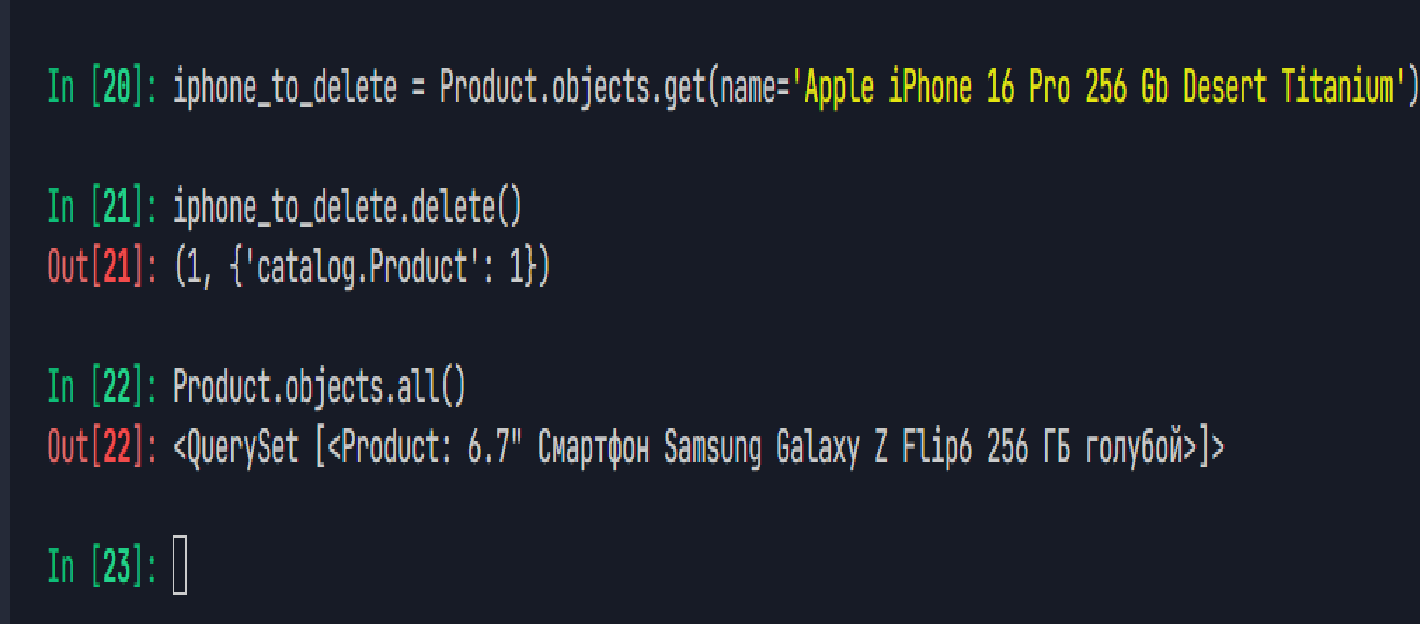 In [20]: iphone_to_delete = Product.objects.get(name='Apple iPhone 16 Pro 256 Gb Desert Titanium')
In [21]: iphone_to_delete.delete()
Out[21]: (1, {'catalog.Product': 1})
In [22]: Product.objects.all()
Out[22]: <QuerySet [<Product: 6.7" Смартфон Samsung Galaxy Z Flip6 256 ГБ голубой>]>
In [23]: